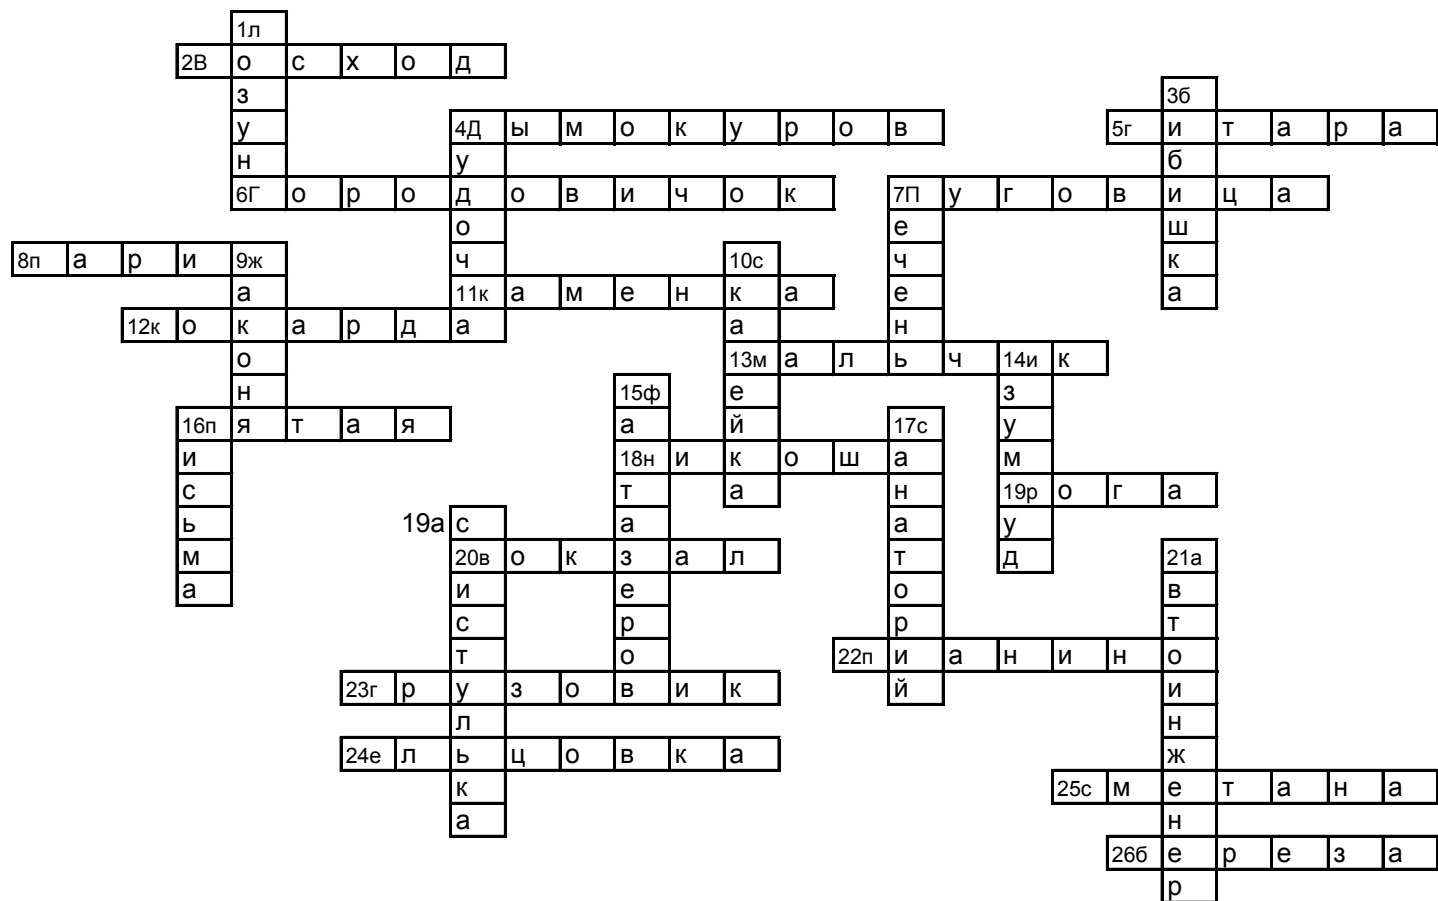 1л
2В о с х о д
з 3б
у 4Д ы м о к у р о в 5г и т а р а
н у б
6Г о р о д о в и ч о к 7П у г о в и ц а
о е ш
8п а р и 9ж ч 10с ч к
а 11к а м е н к а е а
12к о к а р д а а н
о 13м а л ь ч 14и к
н 15ф е з
16п я т а я а й 17с у
и 18н и к о ш а м
с т а н 19р о г а
ь 19а с а а у
м 20в о к з а л т д 21а
а и е о в
с р р т
т о 22п и а н и н о
23г р у з о в и к й и
л н
24е л ь ц о в к а ж
к 25с м е т а н а
а н
26б е р е з а
р